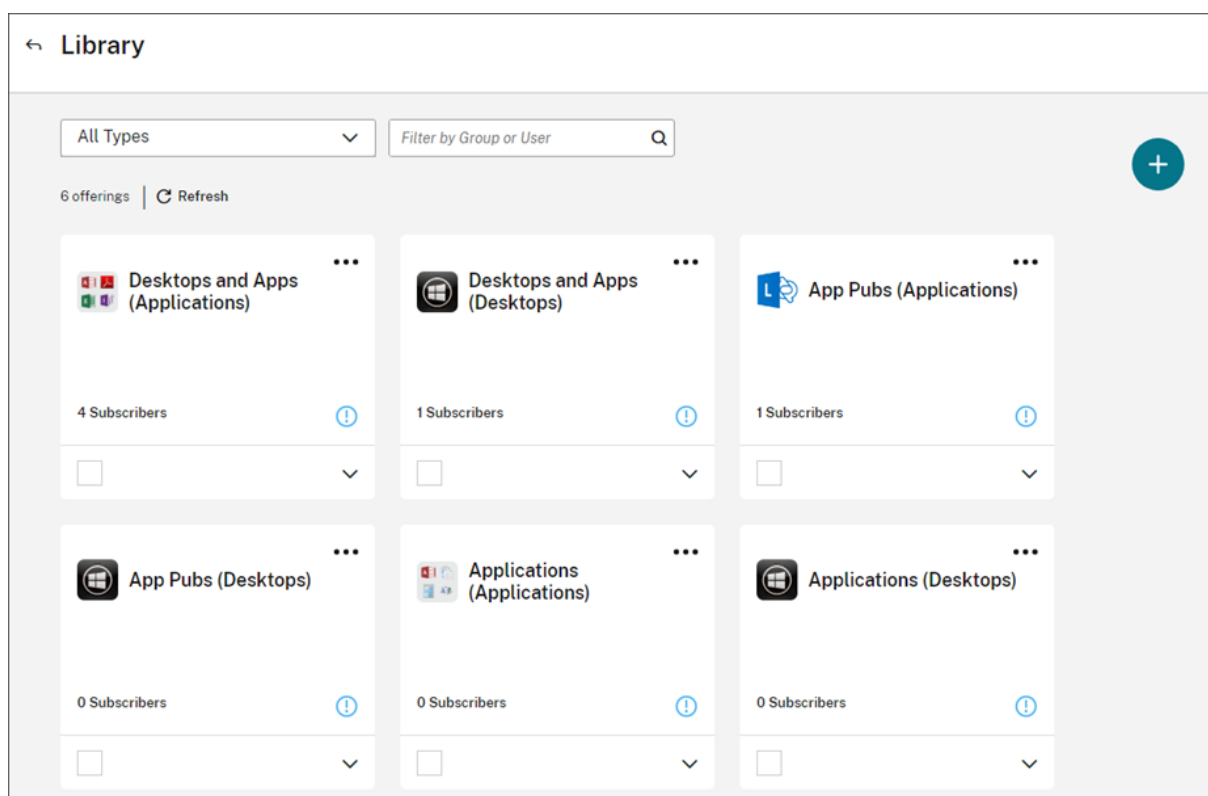 Library
All Types
Filter by Group or User
6 offerings
Refresh
Desktops and Apps
(Applications)
4 Subscribers
Desktops and Apps
(Desktops)
1 Subscribers
App Pubs (Applications)
1 Subscribers
App Pubs (Desktops)
0 Subscribers
Applications
(Applications)
0 Subscribers
Applications (Desktops)
0 Subscribers